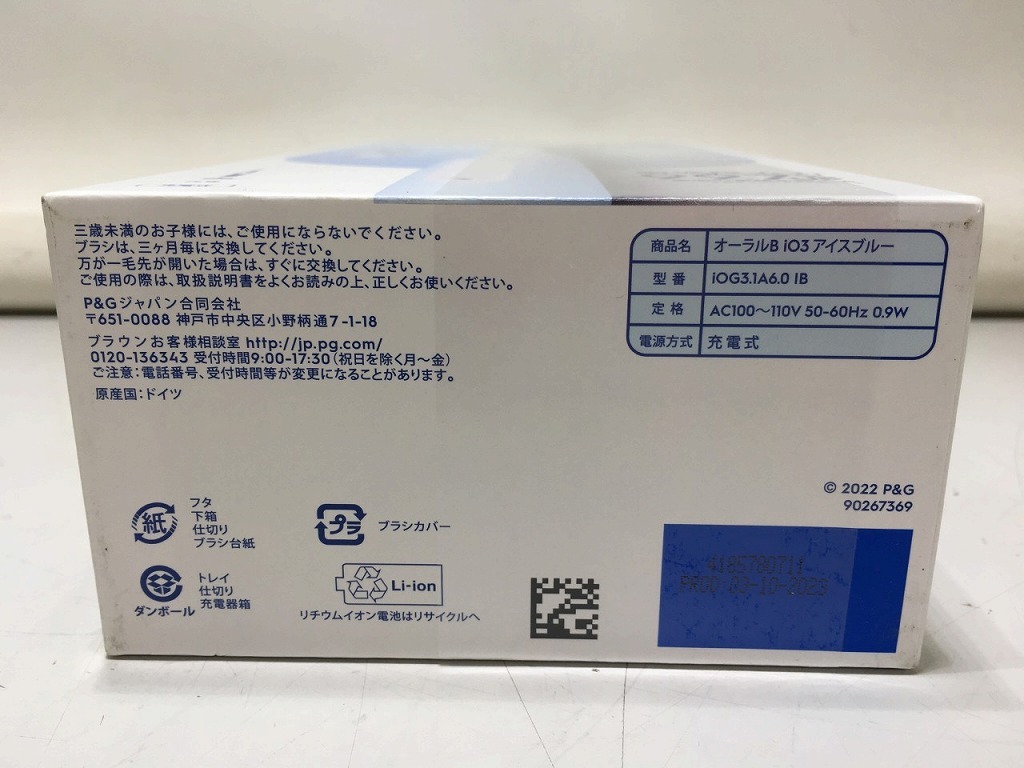 三歳未満のお子様には、ご使用にならないでください。
ブラシは、三ヶ月毎に交換してください。
万が一毛先が開いた場合は、すぐに交換してください。
ご使用の際は、取扱説明書をよくお読みの上、正しくお使いください。
P&Gジャパン合同会社
〒651-0088 神戸市中央区小野柄通7-1-18
ブラウンお客様相談室 http://jp.pg.com/
0120-136343 受付時間9:00-17:30(祝日を除く月〜金)
ご注意:電話番号、受付時間等が変更になることがあります。
原産国:ドイツ
商品名 オーラルB iO3 アイスブルー
型番 iOG3.1A6.0 IB
定格 AC100〜110V 50-60Hz 0.9W
電源方式 充電式
© 2022 P&G
90267369
紙
フタ
下箱
仕切り
ブラシ台紙
プラ
ブラシカバー
ダンボール
トレイ
仕切り
充電器箱
Li-ion
リチウムイオン電池はリサイクルへ
PROD 03-10-2023